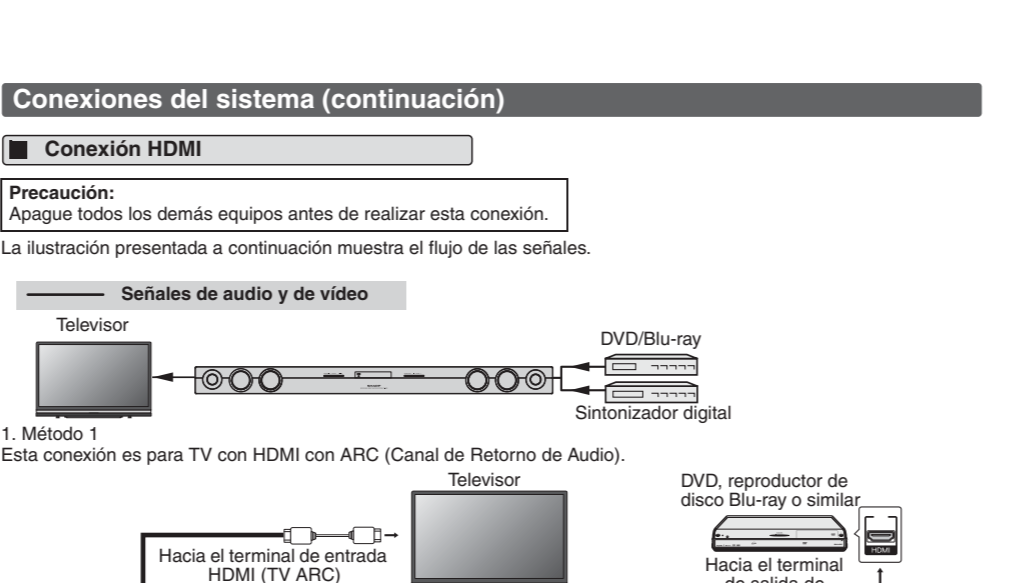 Conexiones del sistema (continuación)
Conexión HDMI
Precaución:
Apague todos los demás equipos antes de realizar esta conexión.
La ilustración presentada a continuación muestra el flujo de las señales.
Señales de audio y de vídeo
Televisor
DVD/Blu-ray
Sintonizador digital
1. Método 1
Esta conexión es para TV con HDMI con ARC (Canal de Retorno de Audio).
Televisor
DVD, reproductor de
disco Blu-ray o similar
HDMI
Hacia el terminal de entrada
HDMI (TV ARC)
Hacia el terminal
de salida de